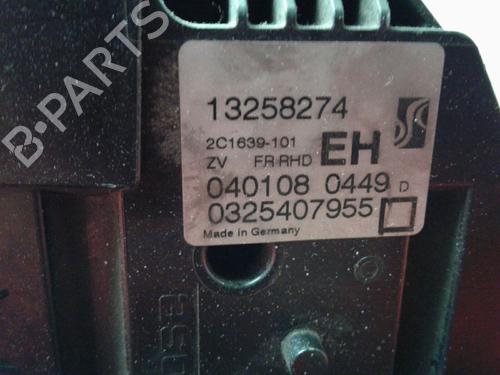 B-PARTS
13258274
2C1639-101
ZV FR RHD EH
040108 0449 D
0325407955
Made in Germany